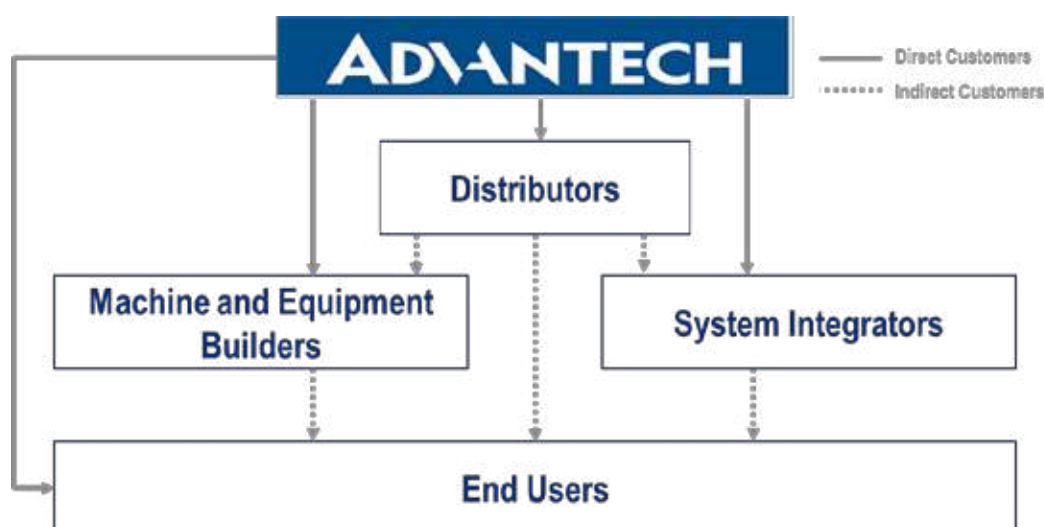 ADVANTECH
Direct Customers
Indirect Customers
Distributors
Machine and Equipment
Builders
System Integrators
End Users